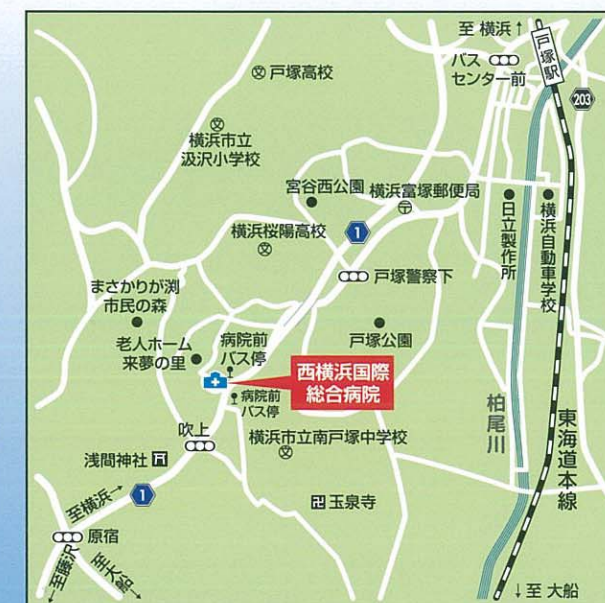 至 横浜↑
戸塚駅
バス
センター前
203
戸塚高校
横浜市立
汲沢小学校
宮谷西公園
横浜富塚郵便局
1
横浜桜陽高校
戸塚警察下
日立製作所
横浜自動車学校
まさかりが渕
市民の森
戸塚公園
老人ホーム
来夢の里
病院前
バス停
西横浜国際
総合病院
病院前
バス停
柏尾川
東海道本線
吹上
横浜市立南戸塚中学校
浅間神社
至横浜→
1
玉泉寺
原宿
←至藤沢
至大船→
↓至 大船